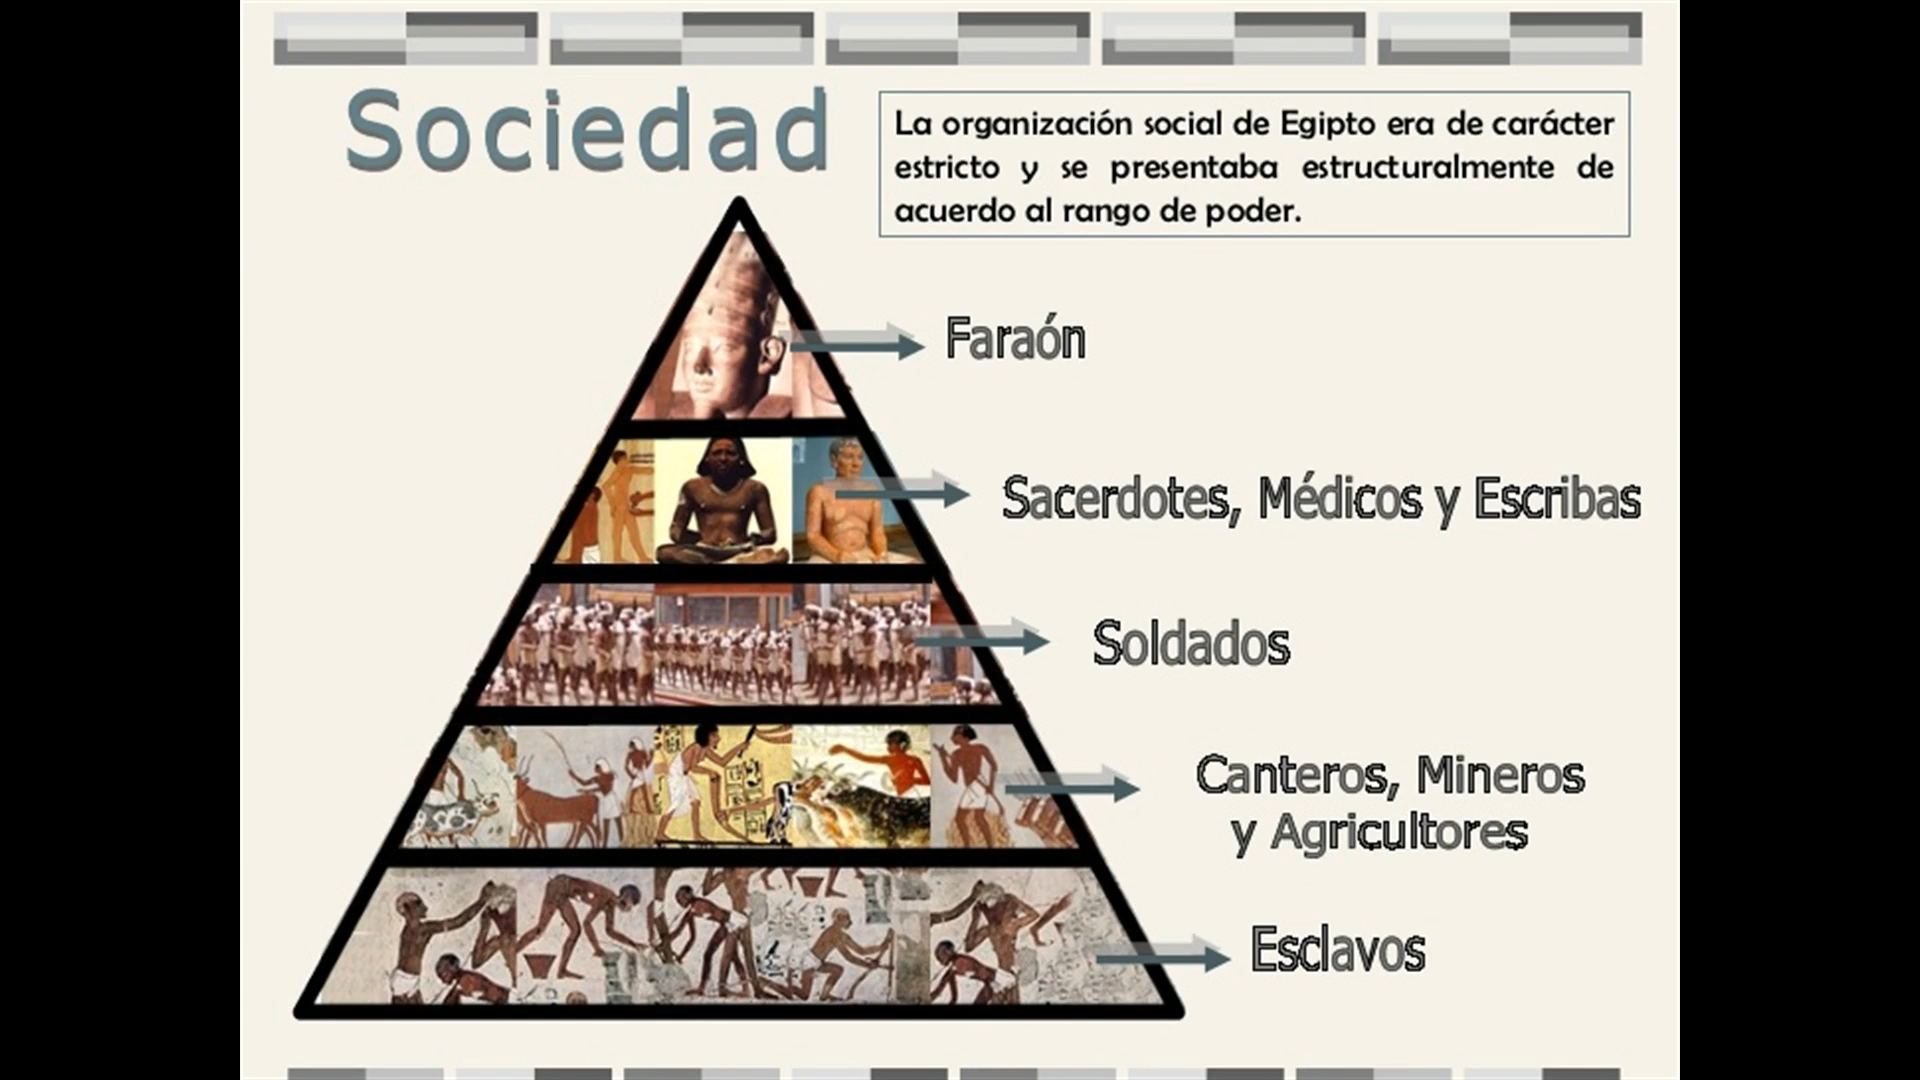 Sociedad
La organización social de Egipto era de carácter
estricto y se presentaba estructuralmente de
acuerdo al rango de poder.
Faraón
Sacerdotes, Médicos y Escribas
Soldados
Canteros, Mineros
y Agricultores
Esclavos